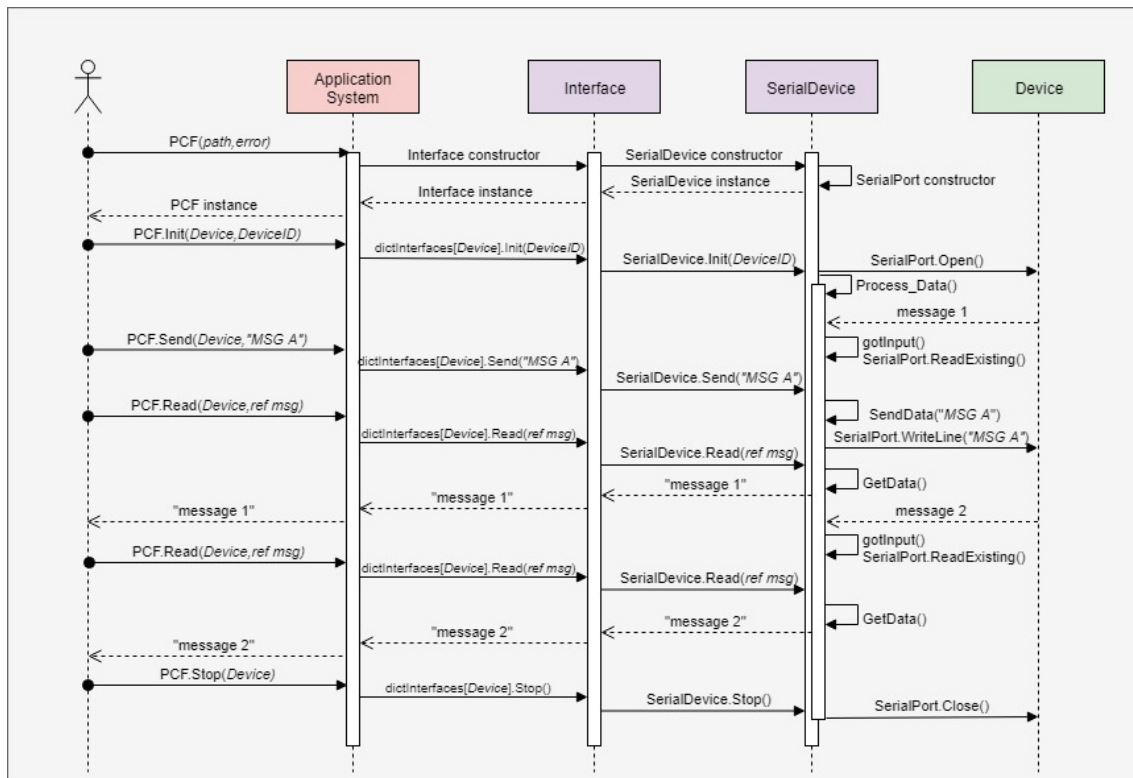 Application
System
Interface
SerialDevice
Device
PCF(path,error)
Interface constructor
SerialDevice constructor
SerialPort constructor
SerialDevice instance
Interface instance
PCF instance
PCF.Init(Device,DeviceID)
dictInterfaces[Device].Init(DeviceID)
SerialDevice.Init(DeviceID)
SerialPort.Open()
Process_Data()
message 1
PCF.Send(Device,"MSG A")
gotInput()
SerialPort.ReadExisting()
dictInterfaces[Device].Send("MSG A")
SerialDevice.Send("MSG A")
PCF.Read(Device,ref msg)
SendData("MSG A")
dictInterfaces[Device].Read(ref msg)
SerialPort.WriteLine("MSG A")
SerialDevice.Read(ref msg)
GetData()
"message 1"
"message 1"
"message 1"
message 2
gotInput()
SerialPort.ReadExisting()
PCF.Read(Device,ref msg)
dictInterfaces[Device].Read(ref msg)
SerialDevice.Read(ref msg)
GetData()
"message 2"
"message 2"
"message 2"
PCF.Stop(Device)
dictInterfaces[Device].Stop()
SerialDevice.Stop()
SerialPort.Close()